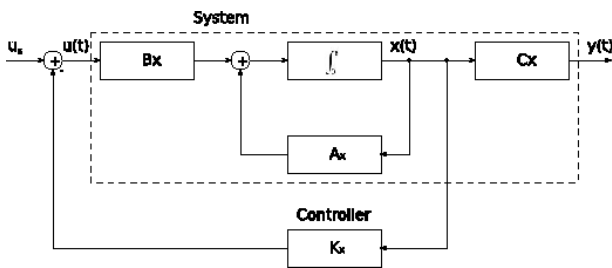 System
uₛ
u(t)
Bx
+
+
∫
x(t)
Cx
y(t)
-
Aₓ
Controller
Kₓ